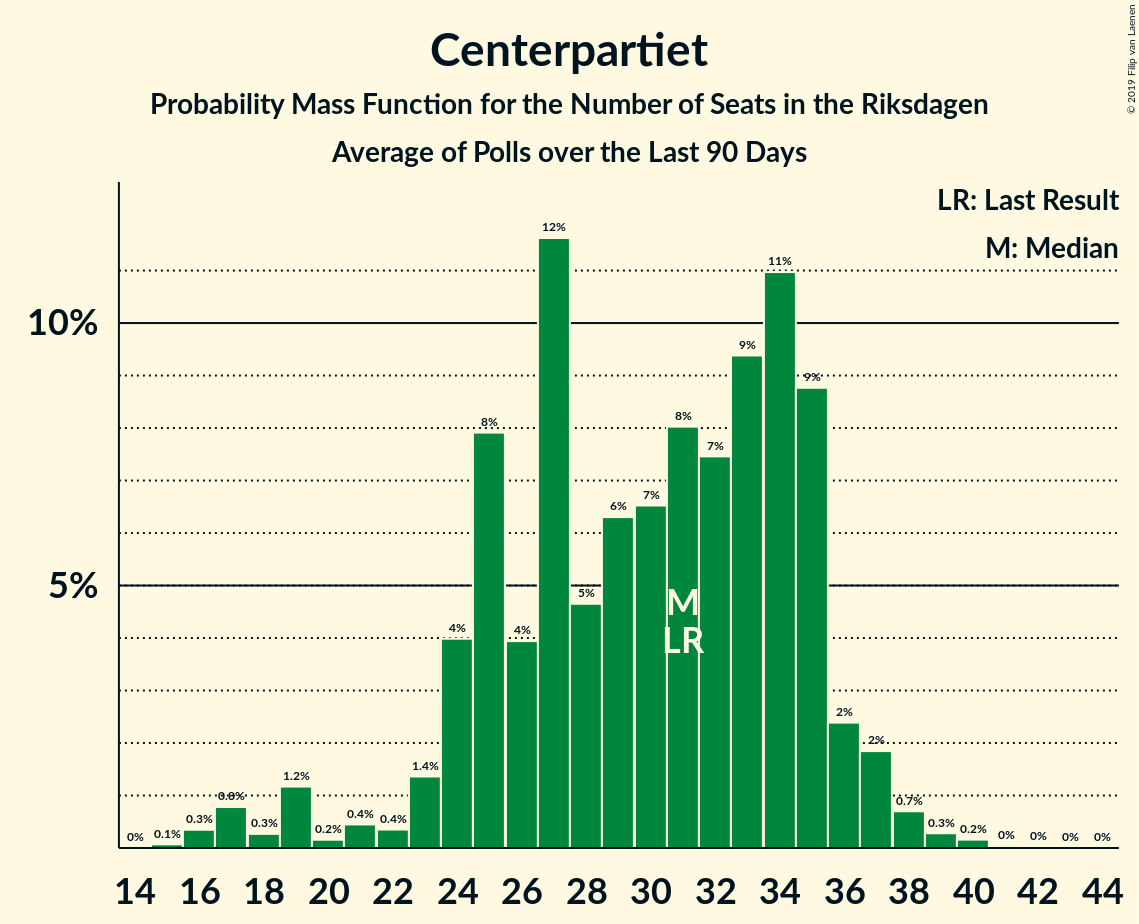 Centerpartiet
Probability Mass Function for the Number of Seats in the Riksdagen
Average of Polls over the Last 90 Days
© 2019 Filip van Laenen
LR: Last Result
M: Median
10%
5%
0% 0.1% 0.3% 0.8% 0.3% 1.2% 0.2% 0.4% 0.4% 1.4% 4% 8% 4% 12% 5% 6% 7% 8% 7% 9% 11% 9% 2% 2% 0.7% 0.3% 0.2% 0% 0% 0% 0%
M
LR
14 16 18 20 22 24 26 28 30 32 34 36 38 40 42 44